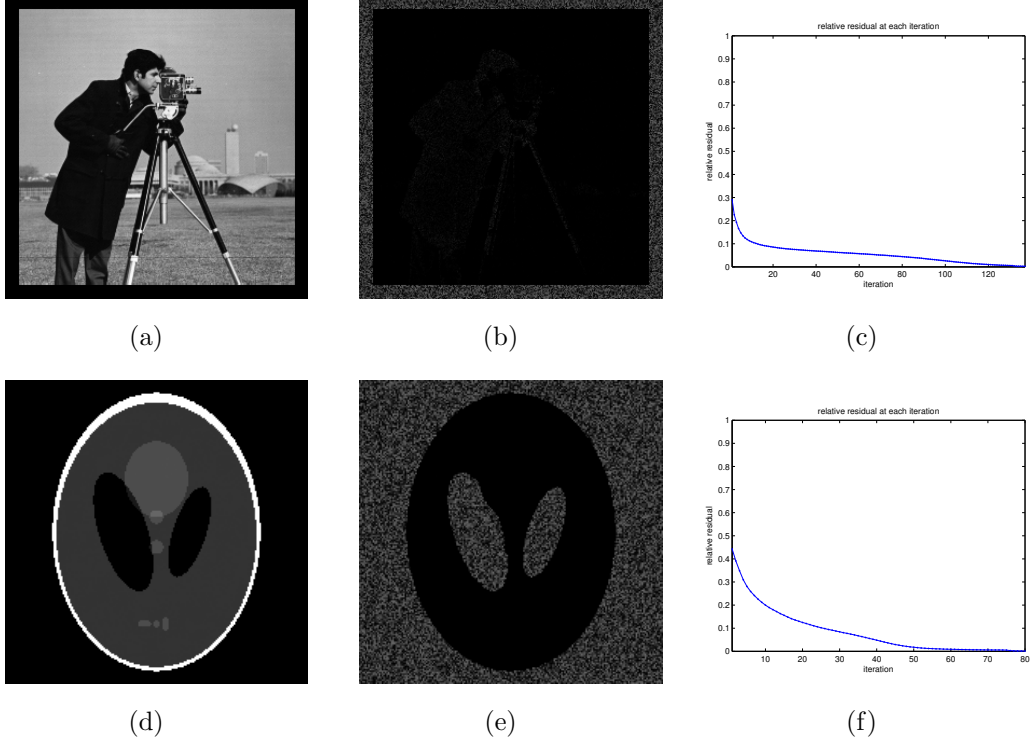 relative residual at each iteration
1
0.9
0.8
0.7
0.6
0.5
0.4
0.3
0.2
0.1
0
relative residual
20 40 60 80 100 120
iteration
(a) (b) (c)
relative residual at each iteration
1
0.9
0.8
0.7
0.6
0.5
0.4
0.3
0.2
0.1
0
relative residual
10 20 30 40 50 60 70 80
iteration
(d) (e) (f)